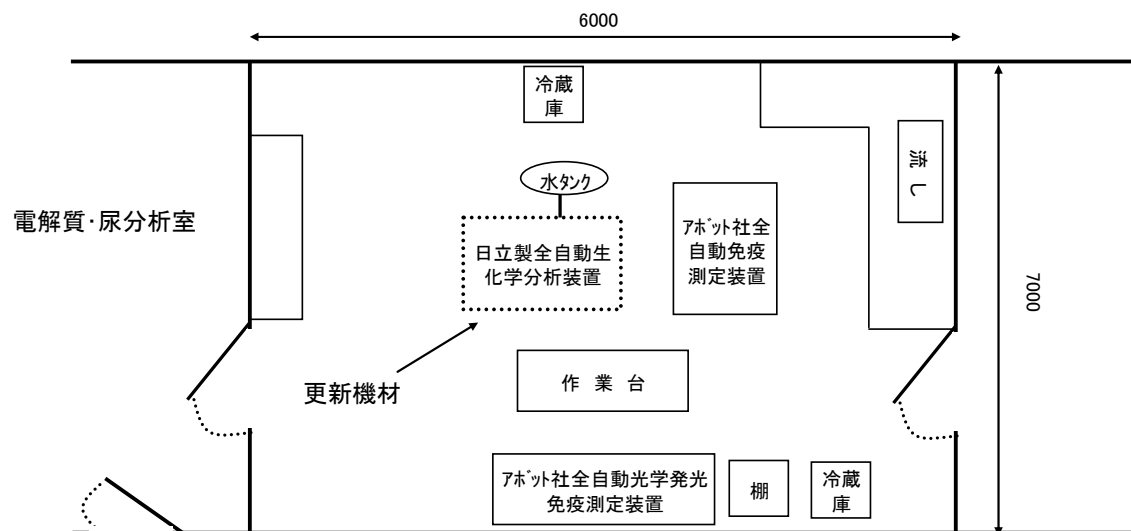 6000
冷蔵
庫
流し
水タンク
電解質・尿分析室
アボット社全
自動免疫
測定装置
日立製全自動生
化学分析装置
7000
更新機材
作 業 台
アボット社全自動光学発光
免疫測定装置
棚
冷蔵
庫